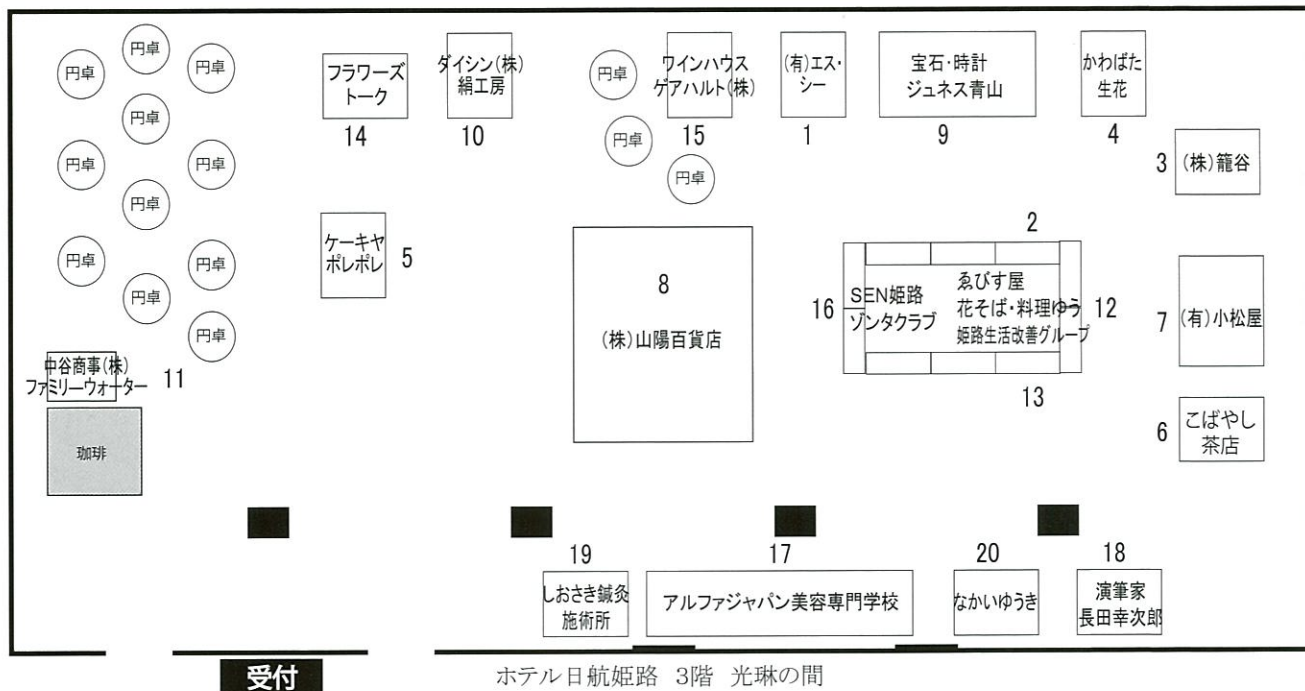 円卓
円卓
円卓
円卓
円卓
円卓
円卓
円卓
円卓
円卓
円卓
フラワーズ
トーク
14
ダイシン(株)
絹工房
10
円卓
円卓
円卓
ワインハウス
ゲアハルト(株)
15
(有)エス・
シー
1
宝石・時計
ジュネス青山
9
かわばた
生花
4
3
(株)籠谷
ケーキヤ
ポレポレ
5
8
(株)山陽百貨店
2
16
SEN姫路
ゾンタクラブ
ゑびす屋
花そば・料理ゆう
姫路生活改善グループ
12
13
7
(有)小松屋
6
こばやし
茶店
中谷商事(株)
ファミリーウォーター
11
珈琲
19
しおさき鍼灸
施術所
17
アルファジャパン美容専門学校
20
なかいゆうき
18
演筆家
長田幸次郎
受付
ホテル日航姫路 3階 光琳の間